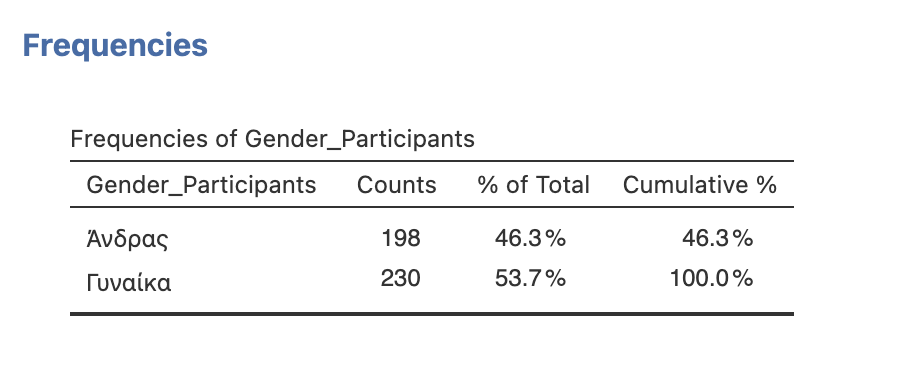 Frequencies
Frequencies of Gender_Participants
Gender_Participants Counts % of Total Cumulative %
Άνδρας 198 46.3% 46.3%
Γυναίκα 230 53.7% 100.0%